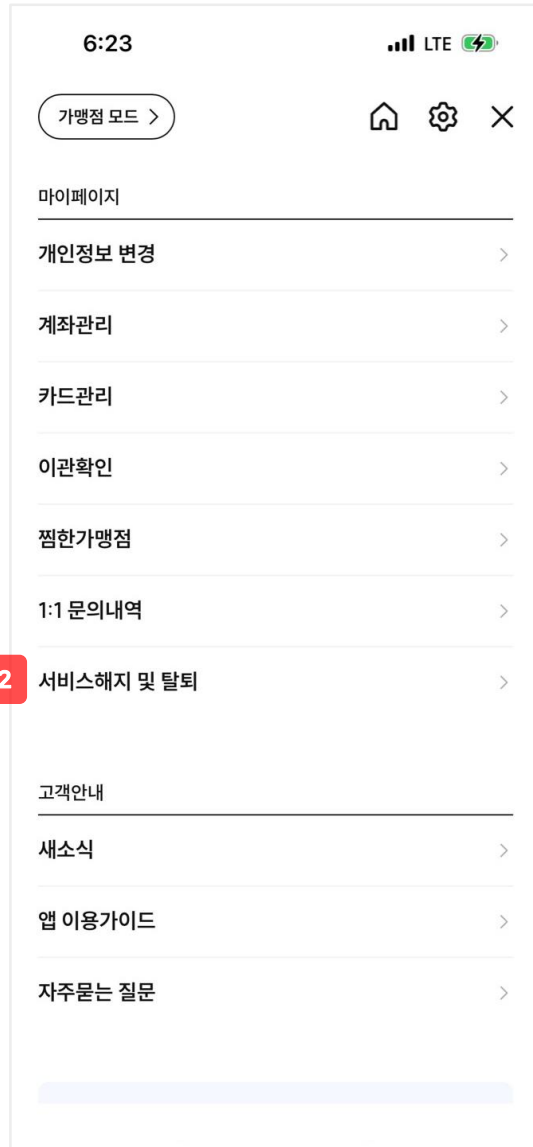 6:23
LTE
가맹점 모드
마이페이지
개인정보 변경
계좌관리
카드관리
이관확인
찜한가맹점
1:1 문의내역
2
서비스해지 및 탈퇴
고객안내
새소식
앱 이용가이드
자주묻는 질문